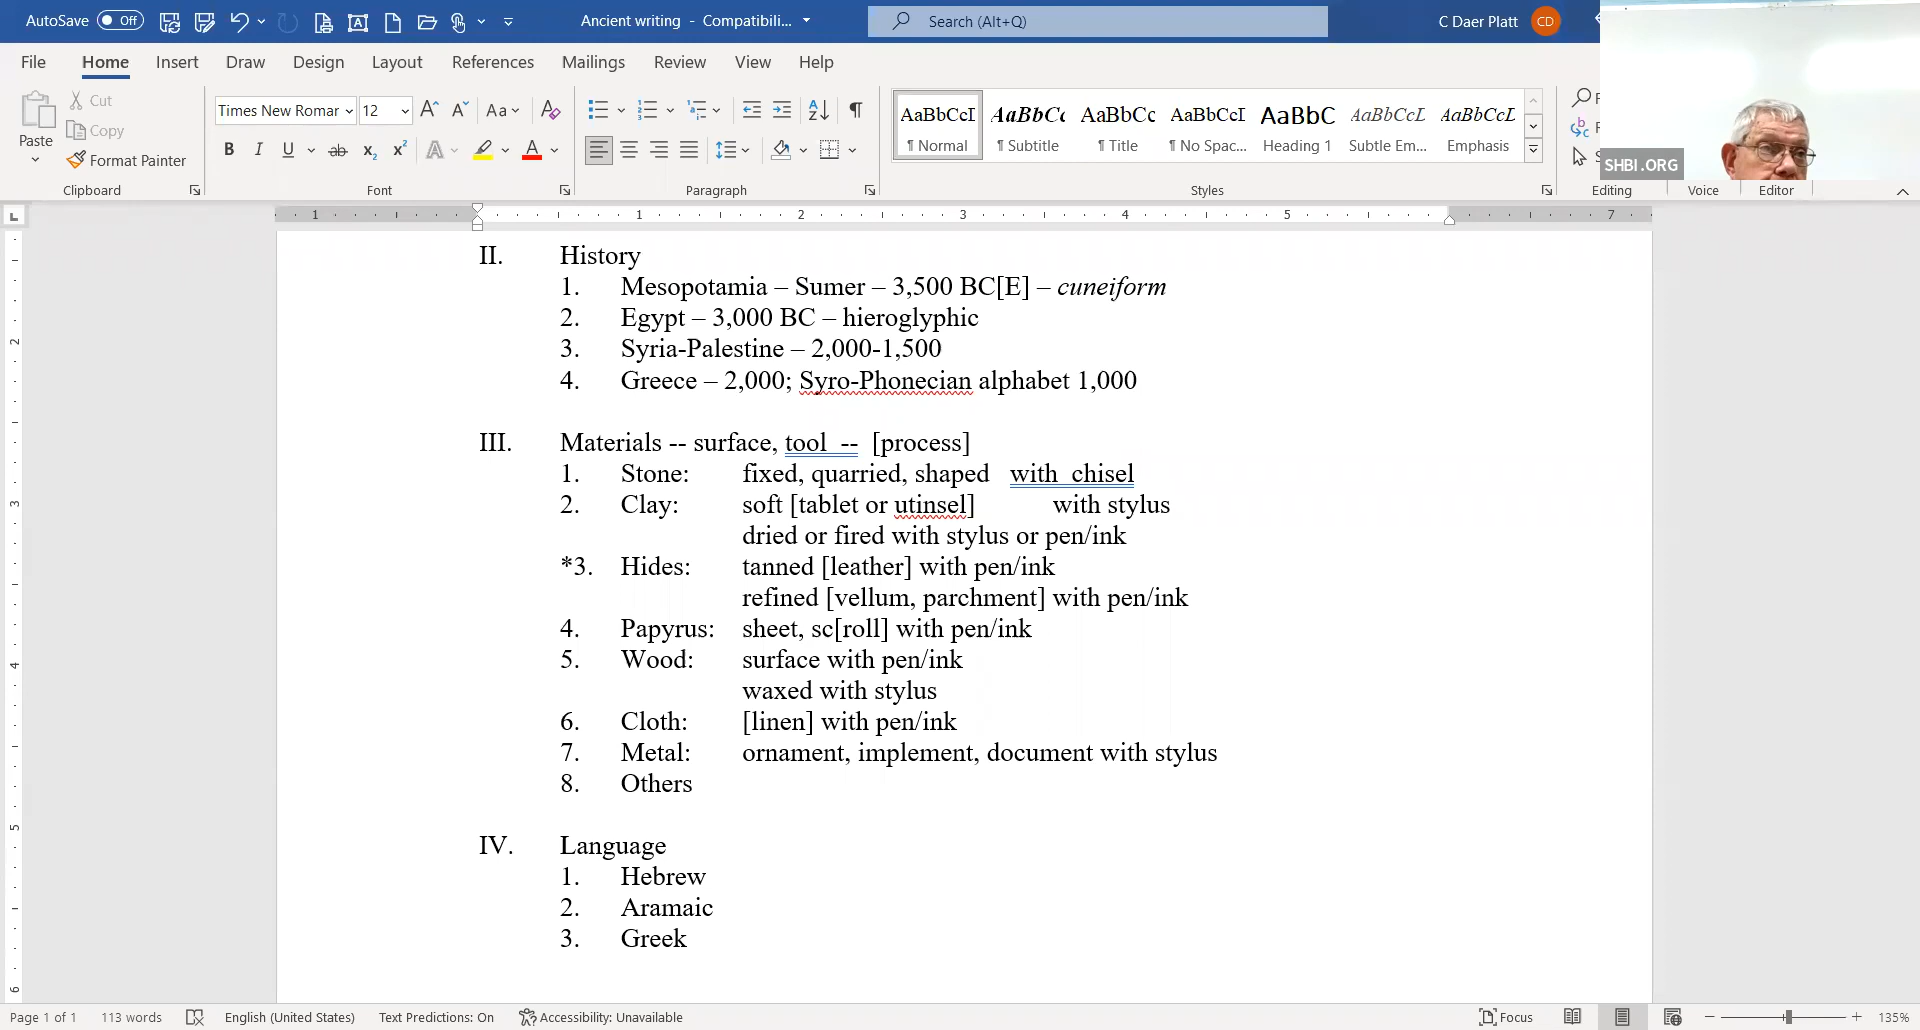 AutoSave Off Ancient writing - Compatibili... Search (Alt+Q) C Daer Platt CD
File Home Insert Draw Design Layout References Mailings Review View Help
Paste Cut Copy Format Painter
Times New Romar 12
AaBbCcI ¶ Normal AaBbCc ¶ Subtitle AaBbCc ¶ Title AaBbCcI ¶ No Spac... AaBbC Heading 1 AaBbCcL Subtle Em... AaBbCcL Emphasis
SHBI.ORG
Clipboard Font Paragraph Styles Editing Voice Editor
1 1 2 3 4 5 7
II. History
1. Mesopotamia – Sumer – 3,500 BC[E] – cuneiform
2. Egypt – 3,000 BC – hieroglyphic
3. Syria-Palestine – 2,000-1,500
4. Greece – 2,000; Syro-Phonecian alphabet 1,000
III. Materials -- surface, tool -- [process]
1. Stone: fixed, quarried, shaped with chisel
2. Clay: soft [tablet or utinsel] with stylus
dried or fired with stylus or pen/ink
*3. Hides: tanned [leather] with pen/ink
refined [vellum, parchment] with pen/ink
4. Papyrus: sheet, sc[roll] with pen/ink
5. Wood: surface with pen/ink
waxed with stylus
6. Cloth: [linen] with pen/ink
7. Metal: ornament, implement, document with stylus
8. Others
IV. Language
1. Hebrew
2. Aramaic
3. Greek
Page 1 of 1 113 words English (United States) Text Predictions: On Accessibility: Unavailable Focus 135%